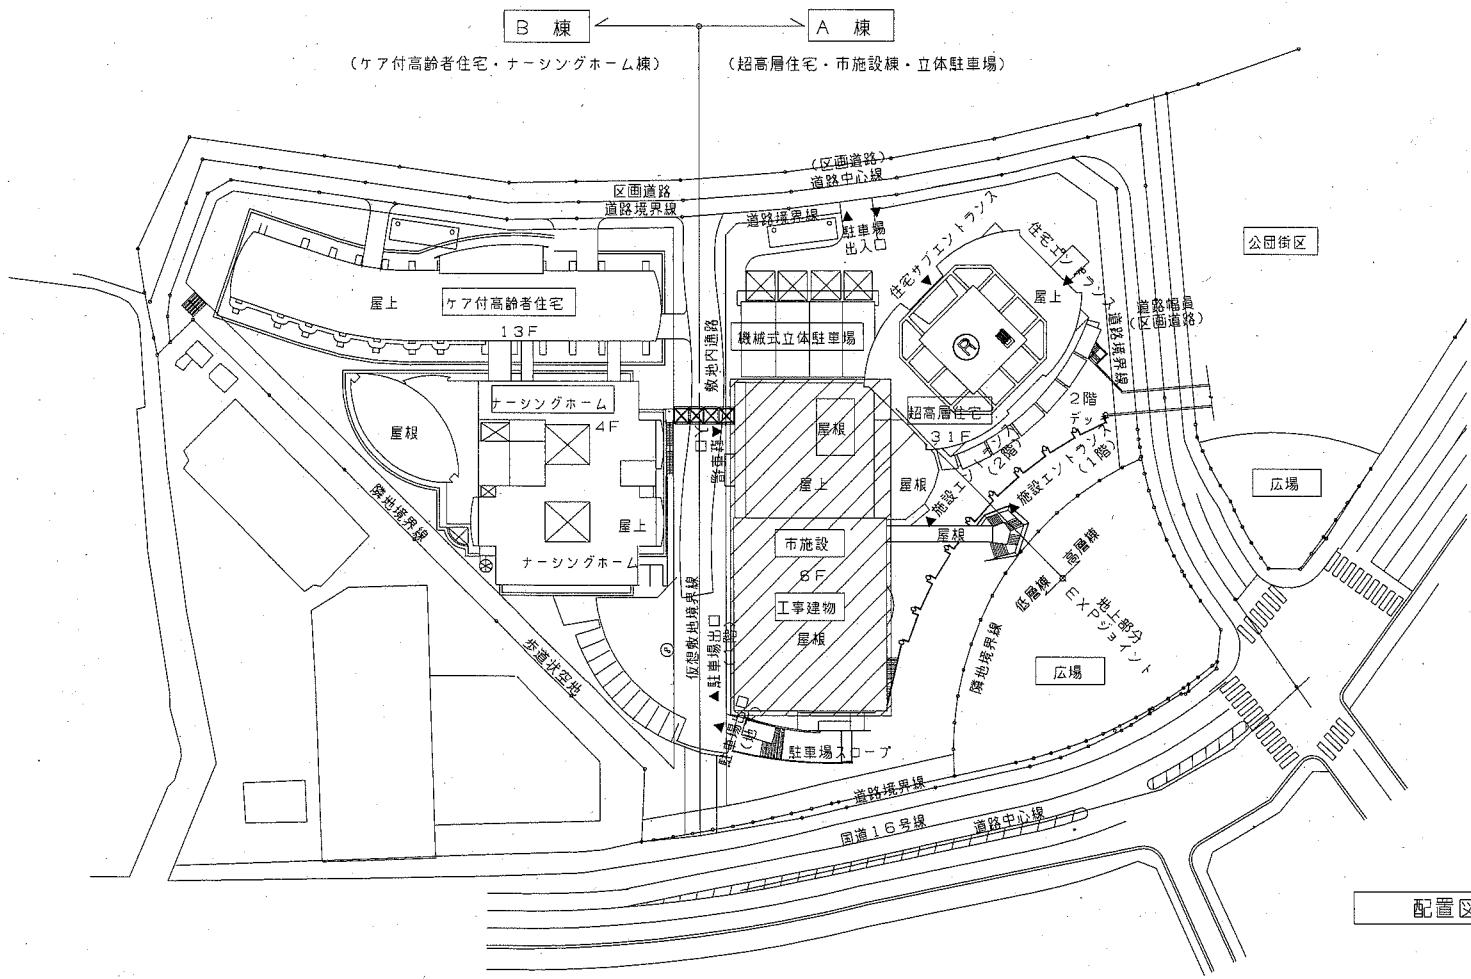 B 棟
A 棟
(ケア付高齢者住宅・ナーシングホーム棟)
(超高層住宅・市施設棟・立体駐車場)
(区画道路)
道路中心線
区画道路
道路境界線
道路境界線
駐車場
出入口
住宅サブエントランス
住宅エントランス
公団街区
屋上
ケア付高齢者住宅
13F
屋上
道路幅員
(区画道路)
道路境界線
機械式立体駐車場
敷地内通路
R
ナーシングホーム
4F
屋根
屋根
超高層住宅
31F
2階
デッキ
屋上
屋根
施設エントランス
(2階)
施設エントランス
(1階)
広場
隣地境界線
屋上
ナーシングホーム
市施設
6F
屋根
高層棟
低層棟
地上部分
EXPジョイント
工事建物
屋根
仮想敷地境界線
駐車場出口
隣地境界線
広場
歩道状空地
駐車場スロープ
道路境界線
国道16号線
道路中心線
配置図